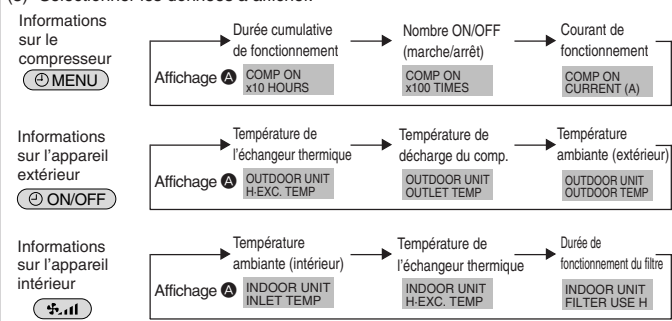 (3) Sélectionner les données à afficher.
Informations
sur le
compresseur
MENU
Durée cumulative
de fonctionnement
Nombre ON/OFF
(marche/arrêt)
Courant de
fonctionnement
Affichage A
COMP ON
x10 HOURS
COMP ON
x100 TIMES
COMP ON
CURRENT (A)
Informations
sur l'appareil
extérieur
ON/OFF
Température de
l'échangeur thermique
Température de
décharge du comp.
Température
ambiante (extérieur)
Affichage A
OUTDOOR UNIT
H·EXC. TEMP
OUTDOOR UNIT
OUTLET TEMP
OUTDOOR UNIT
OUTDOOR TEMP
Informations
sur l'appareil
intérieur
Température
ambiante (intérieur)
Température de
l'échangeur thermique
Durée de
fonctionnement du filtre
Affichage A
INDOOR UNIT
INLET TEMP
INDOOR UNIT
H·EXC. TEMP
INDOOR UNIT
FILTER USE H